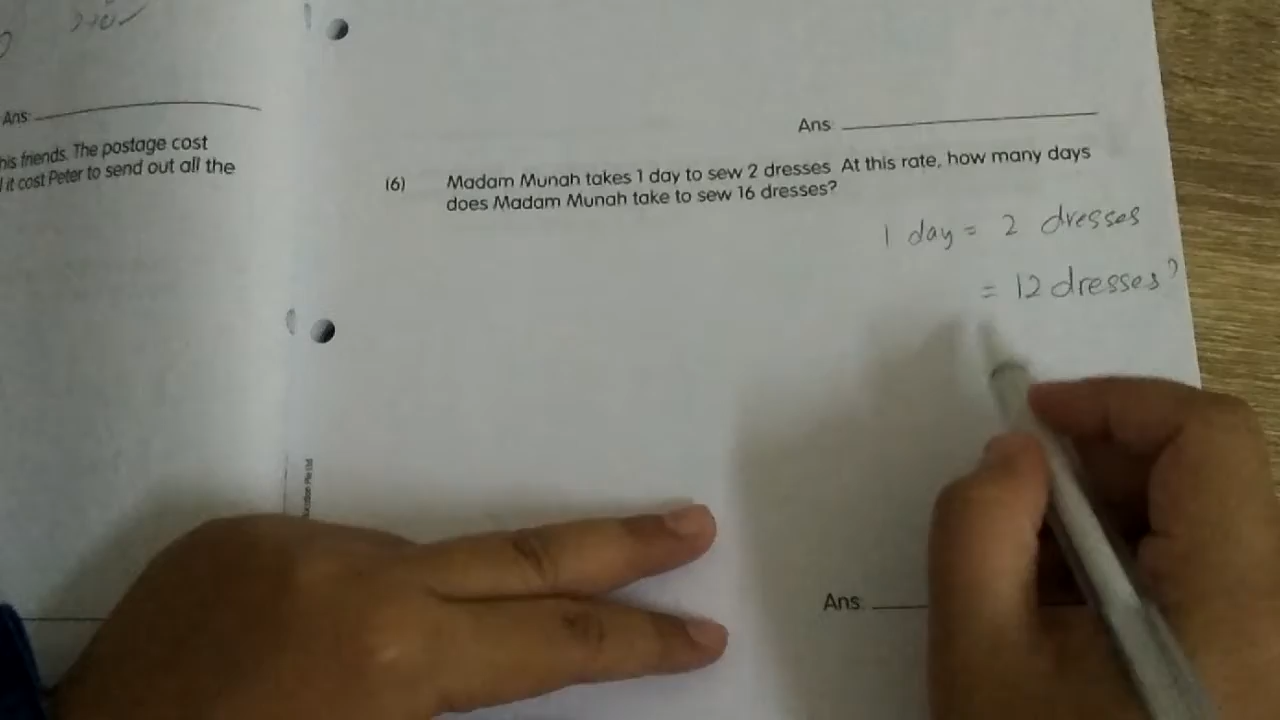 Ans:
his friends. The postage cost
it cost Peter to send out all the
Ans
(6) Madam Munah takes 1 day to sew 2 dresses At this rate, how many days
does Madam Munah take to sew 16 dresses?
1 day = 2 dresses
= 12 dresses?
Ans